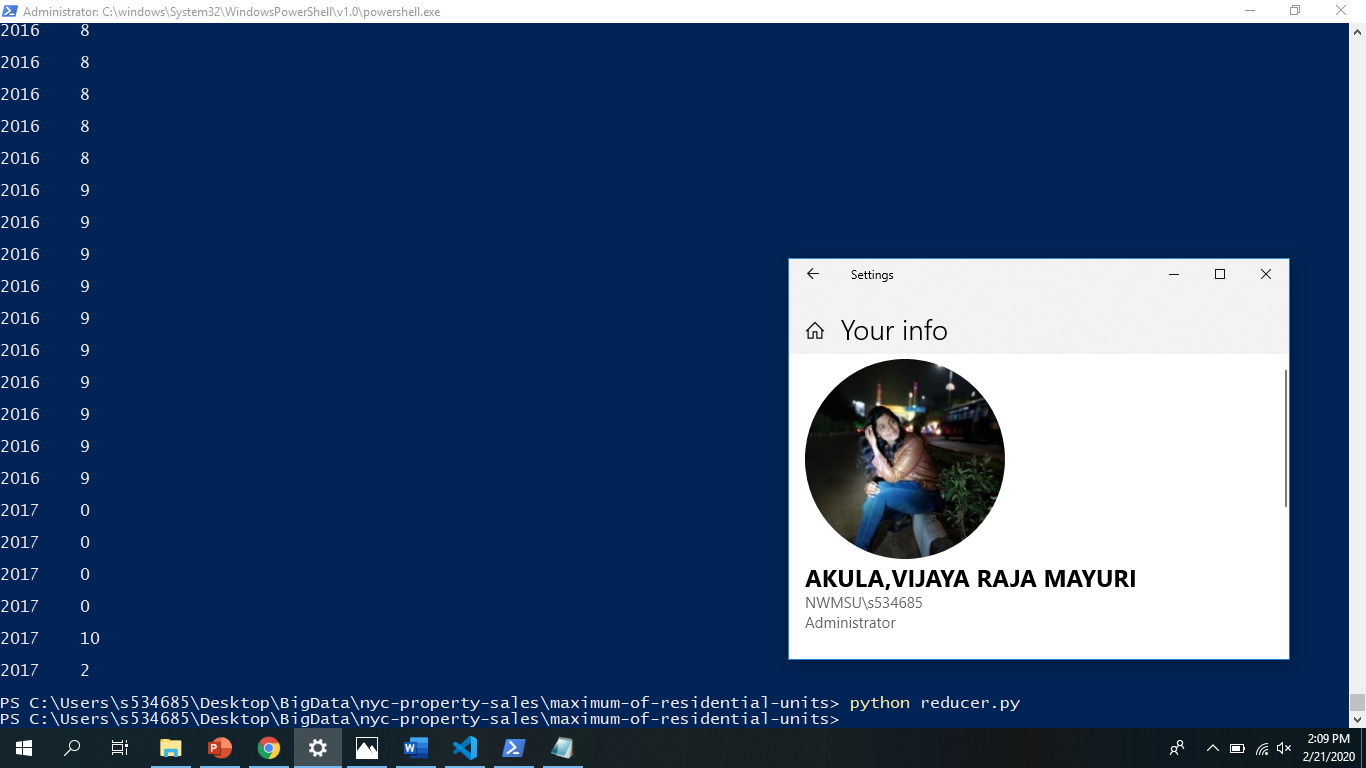 Administrator: C:\windows\System32\WindowsPowerShell\v1.0\powershell.exe
2016 8
2016 8
2016 8
2016 8
2016 8
2016 9
2016 9
2016 9
2016 9
2016 9
2016 9
2016 9
2016 9
2016 9
2016 9
2017 0
2017 0
2017 0
2017 0
2017 10
2017 2
PS C:\Users\s534685\Desktop\BigData\nyc-property-sales\maximum-of-residential-units> python reducer.py
PS C:\Users\s534685\Desktop\BigData\nyc-property-sales\maximum-of-residential-units>
Settings
Your info
AKULA,VIJAYA RAJA MAYURI
NWMSU\s534685
Administrator
2:09 PM
2/21/2020